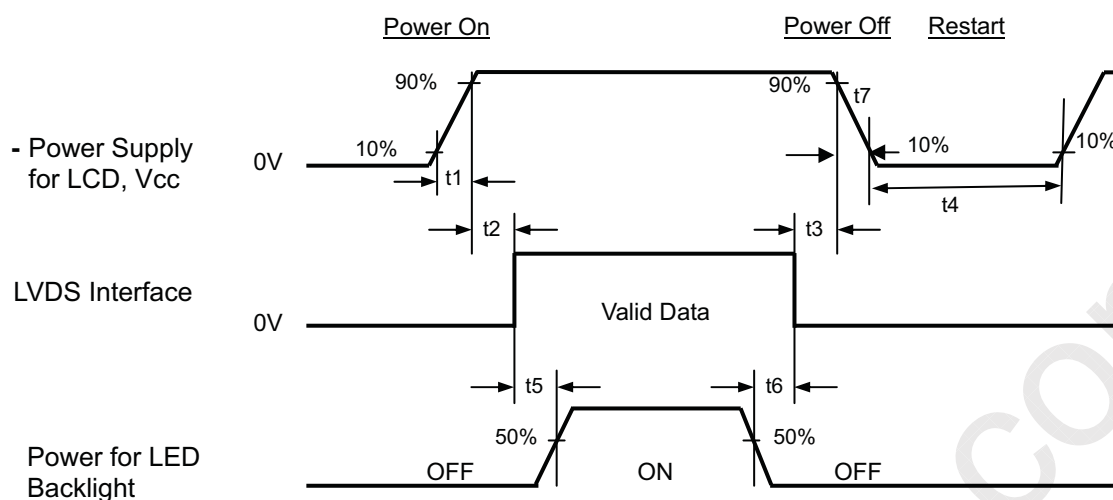 Power On
Power Off Restart
90%
90%
t7
- Power Supply
for LCD, Vcc
0V
10%
10%
10%
t1
t4
t2
t3
LVDS Interface
0V
Valid Data
t5
t6
50%
50%
Power for LED
Backlight
OFF
ON
OFF